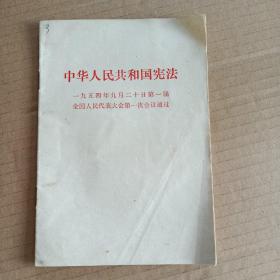 3
中华人民共和国宪法
一九五四年九月二十日第一届
全国人民代表大会第一次会议通过